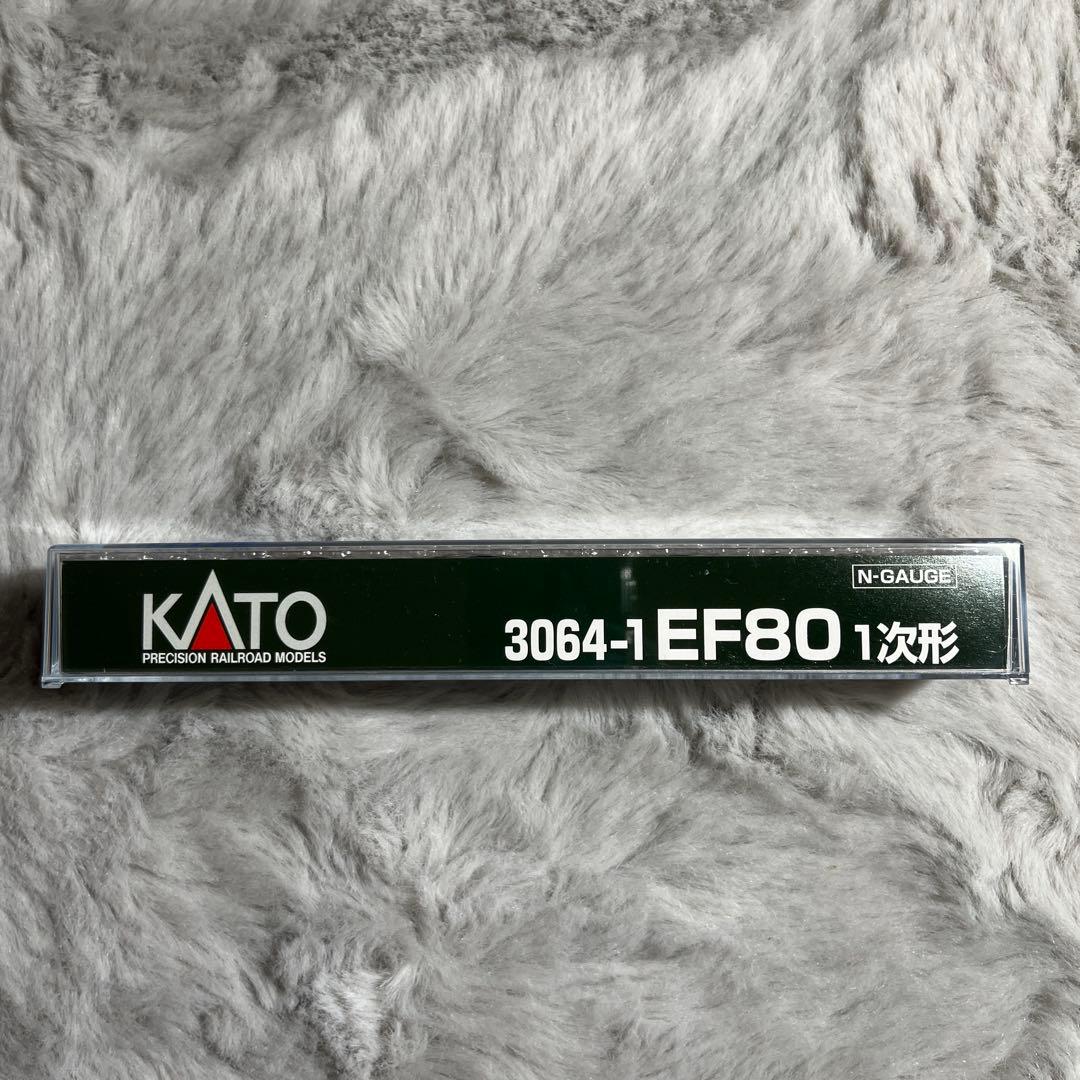 KATO
PRECISION RAILROAD MODELS
N-GAUGE
3064-1 EF80 1次形